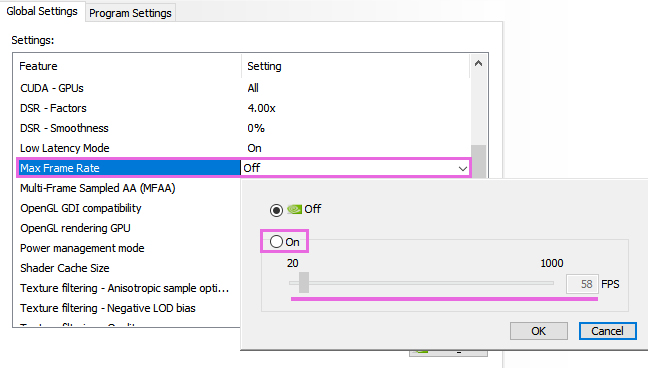 Global Settings
Program Settings
Settings:
Feature Setting
CUDA - GPUs All
DSR - Factors 4.00x
DSR - Smoothness 0%
Low Latency Mode On
Max Frame Rate Off
Multi-Frame Sampled AA (MFAA)
OpenGL GDI compatibility
Off
OpenGL rendering GPU
On
Power management mode
20 1000
Shader Cache Size
58 FPS
Texture filtering - Anisotropic sample opti...
Texture filtering - Negative LOD bias
Texture filtering - Quality
OK Cancel